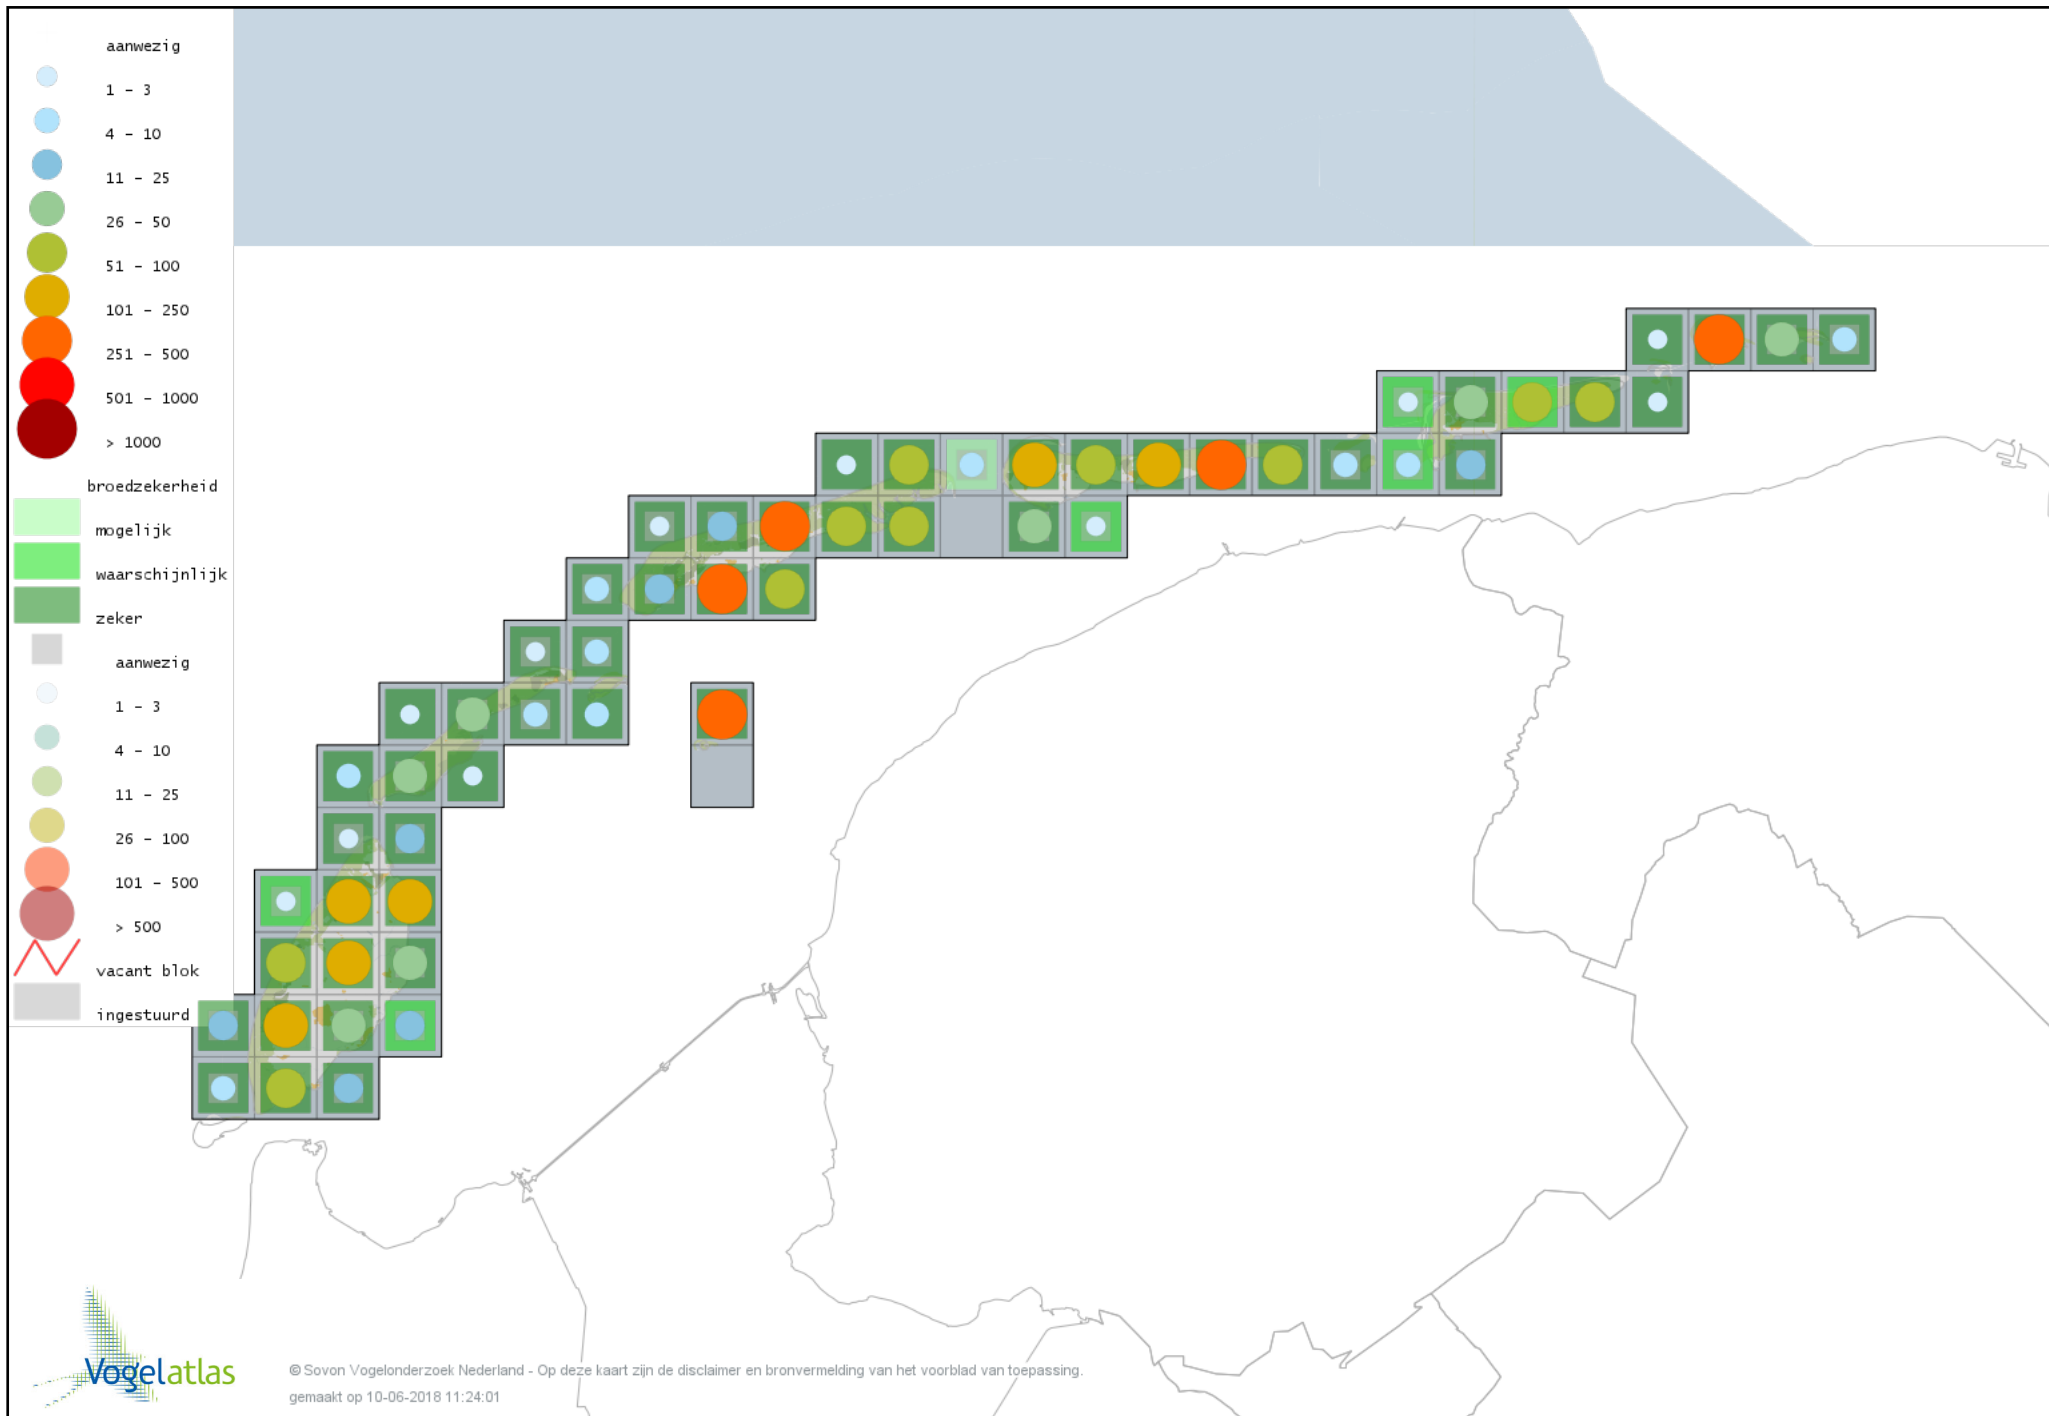 aanwezig
1 - 3
4 - 10
11 - 25
26 - 50
51 - 100
101 - 250
251 - 500
501 - 1000
> 1000
broedzekerheid
mogelijk
waarschijnlijk
zeker
aanwezig
1 - 3
4 - 10
11 - 25
26 - 100
101 - 500
> 500
vacant blok
ingestuurd
Vogelatlas
© Sovon Vogelonderzoek Nederland - Op deze kaart zijn de disclaimer en bronvermelding van het voorblad van toepassing.
gemaakt op 10-06-2018 11:24:01